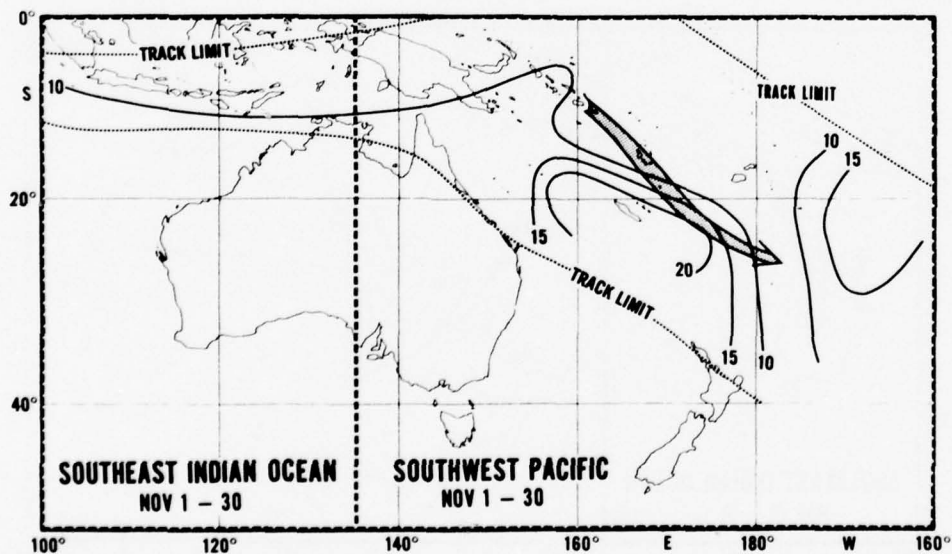 0°
TRACK LIMIT
10
S
TRACK LIMIT
10
15
20°
15
20
TRACK LIMIT
15
10
40°
SOUTHEAST INDIAN OCEAN
NOV 1 – 30
SOUTHWEST PACIFIC
NOV 1 – 30
100° 120° 140° 160° E 180° W 160°